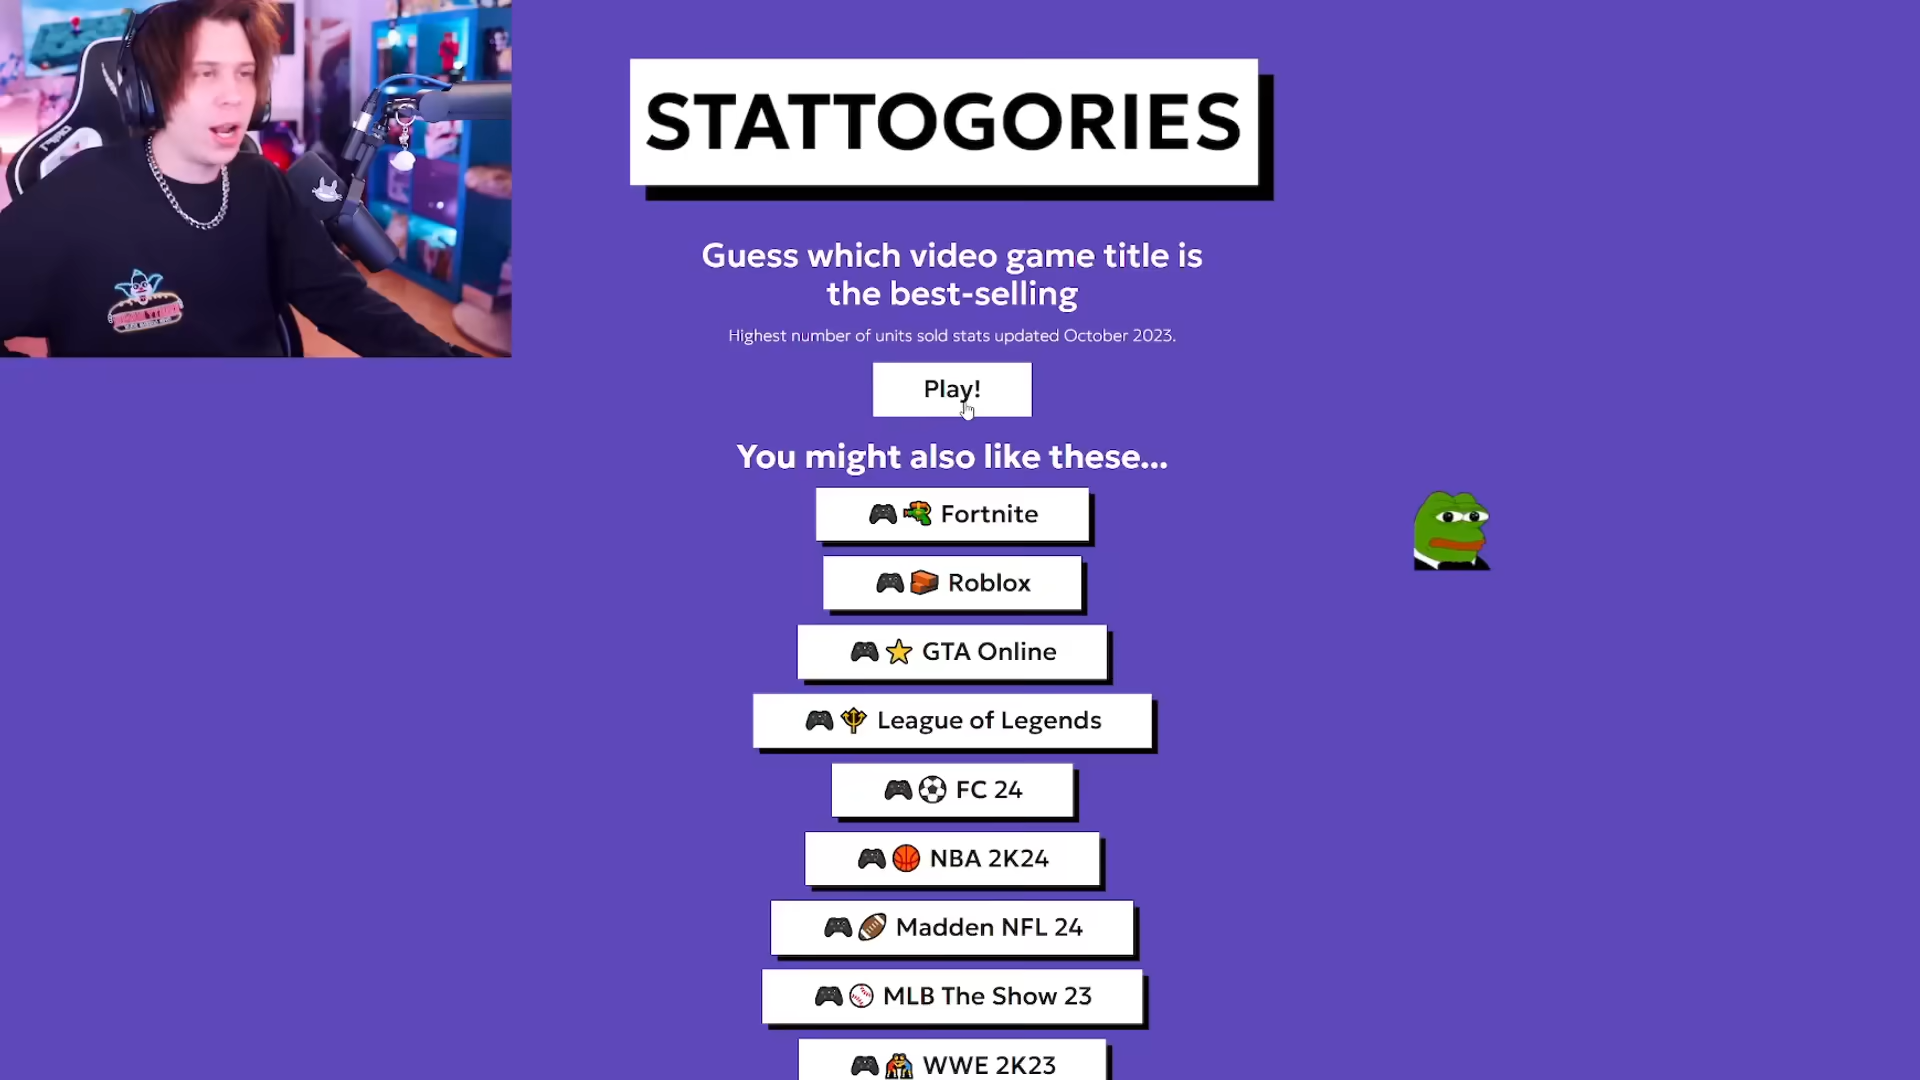 STATTOGORIES
Guess which video game title is
the best-selling
Highest number of units sold stats updated October 2023.
Play!
You might also like these...
Fortnite
Roblox
GTA Online
League of Legends
FC 24
NBA 2K24
Madden NFL 24
MLB The Show 23
WWE 2K23